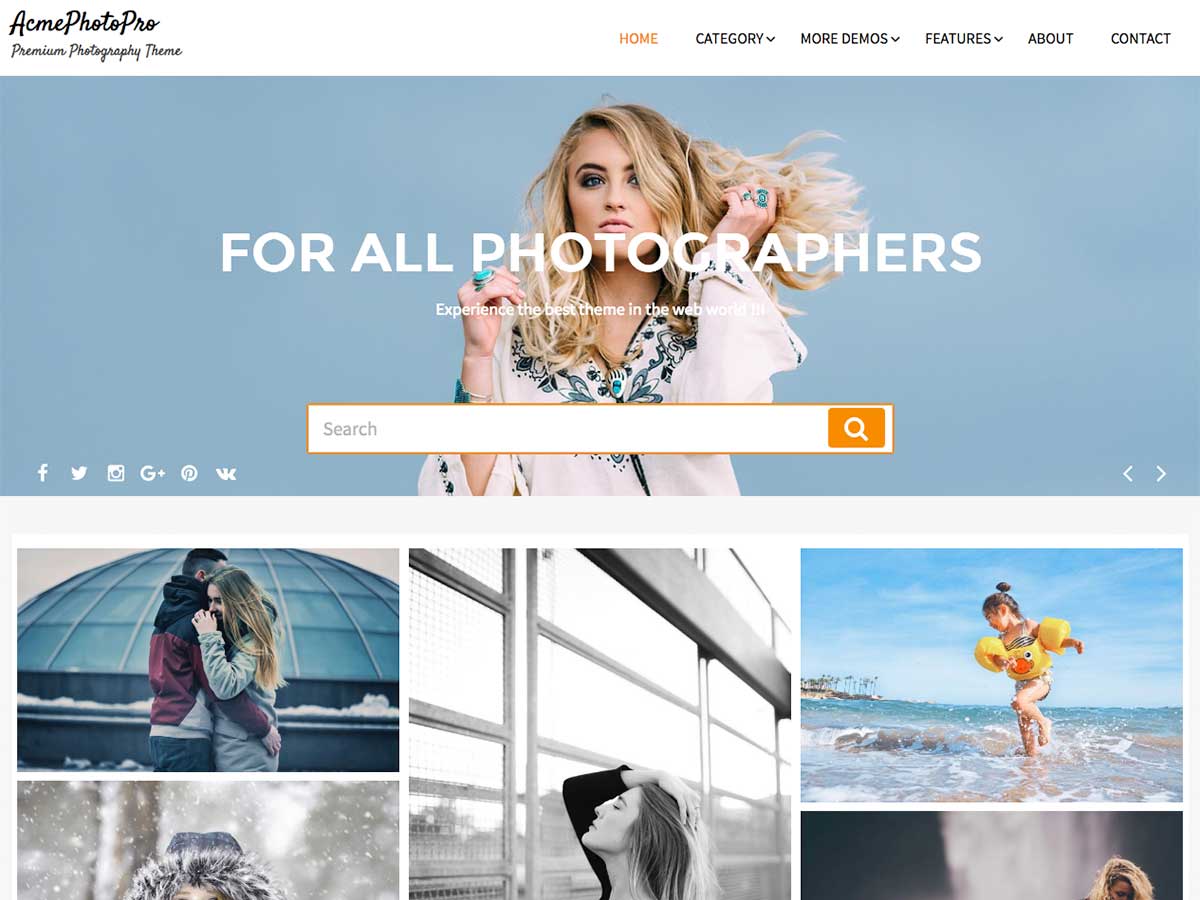 AcmePhotoPro
Premium Photography Theme
HOME CATEGORY MORE DEMOS FEATURES ABOUT CONTACT
FOR ALL PHOTOGRAPHERS
Experience the best theme in the web world !!!
Search